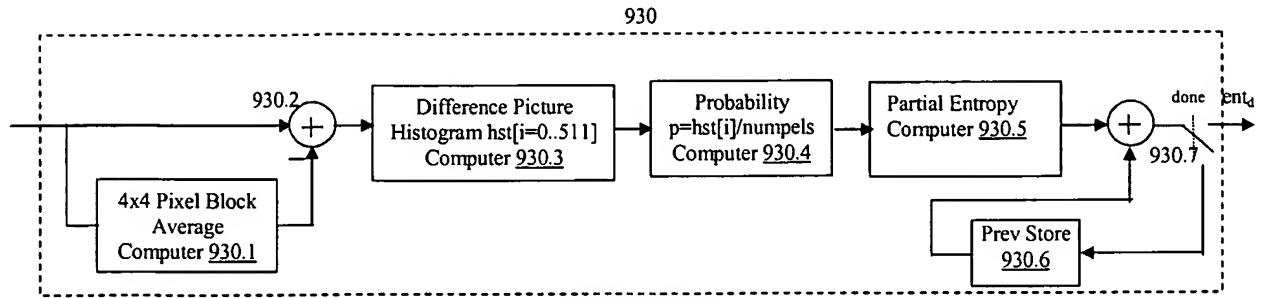 930
930.2
Difference Picture
Histogram hst[i=0..511]
Computer 930.3
Probability
p=hst[i]/numpels
Computer 930.4
Partial Entropy
Computer 930.5
done
ent_d
930.7
4x4 Pixel Block
Average
Computer 930.1
Prev Store
930.6